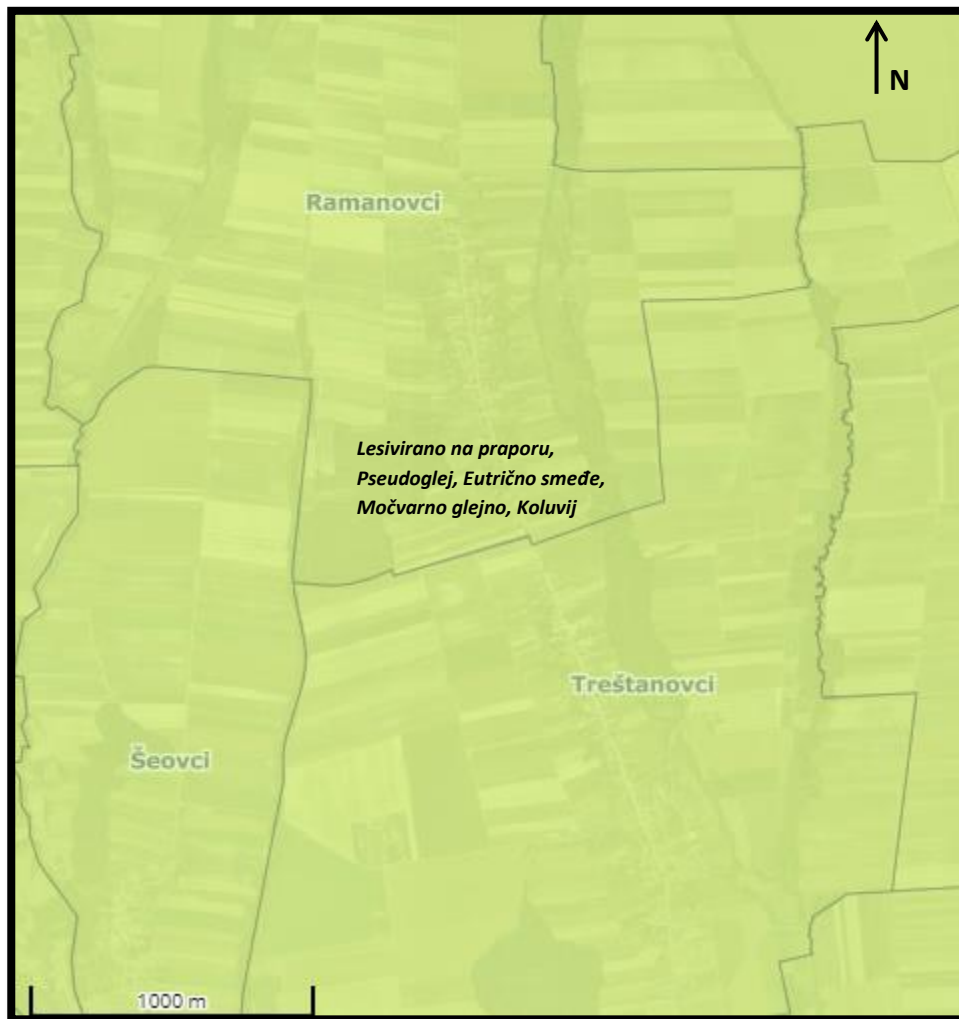 N
Ramanovci
Lesivirano na praporu,
Pseudoglej, Eutrično smeđe,
Močvarno glejno, Koluvij
Treštanovci
Šeovci
1000 m